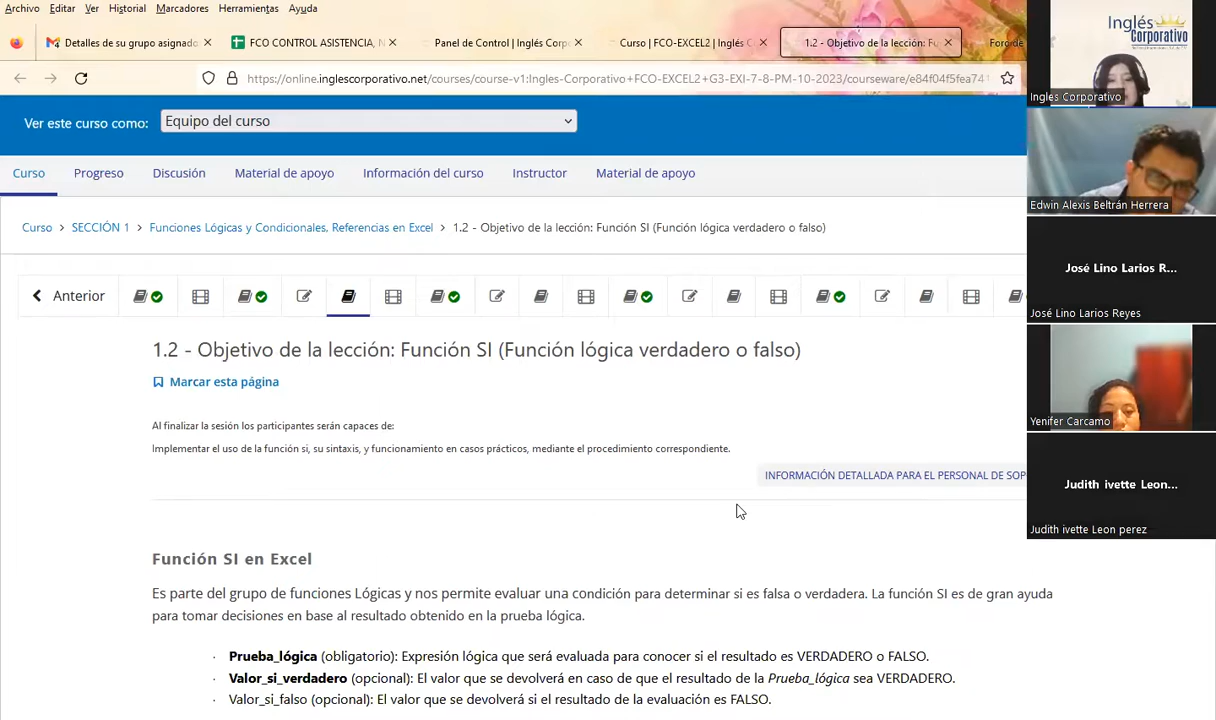 Archivo Editar Ver Historial Marcadores Herramientas Ayuda
Detalles de su grupo asignado
FCO CONTROL ASISTENCIA, N
Panel de Control | Inglés Corp
Curso | FCO-EXCEL2 | Inglés C
1.2 - Objetivo de la lección: Fu
Foro de
https://online.inglescorporativo.net/courses/course-v1:Ingles-Corporativo+FCO-EXCEL2+G3-EXI-7-8-PM-10-2023/courseware/e84f04f5fea741
Ver este curso como: Equipo del curso
Curso Progreso Discusión Material de apoyo Información del curso Instructor Material de apoyo
Curso > SECCIÓN 1 > Funciones Lógicas y Condicionales, Referencias en Excel > 1.2 - Objetivo de la lección: Función SI (Función lógica verdadero o falso)
Anterior
1.2 - Objetivo de la lección: Función SI (Función lógica verdadero o falso)
Marcar esta página
Al finalizar la sesión los participantes serán capaces de:
Implementar el uso de la función si, su sintaxis, y funcionamiento en casos prácticos, mediante el procedimiento correspondiente.
INFORMACIÓN DETALLADA PARA EL PERSONAL DE SOP
Función SI en Excel
Es parte del grupo de funciones Lógicas y nos permite evaluar una condición para determinar si es falsa o verdadera. La función SI es de gran ayuda
para tomar decisiones en base al resultado obtenido en la prueba lógica.
· Prueba_lógica (obligatorio): Expresión lógica que será evaluada para conocer si el resultado es VERDADERO o FALSO.
· Valor_si_verdadero (opcional): El valor que se devolverá en caso de que el resultado de la Prueba_lógica sea VERDADERO.
· Valor_si_falso (opcional): El valor que se devolverá si el resultado de la evaluación es FALSO.
Inglés
Corporativo
Ingles Corporativo
Edwin Alexis Beltrán Herrera
José Lino Larios R...
José Lino Larios Reyes
Yenifer Carcamo
Judith ivette Leon...
Judith ivette Leon perez